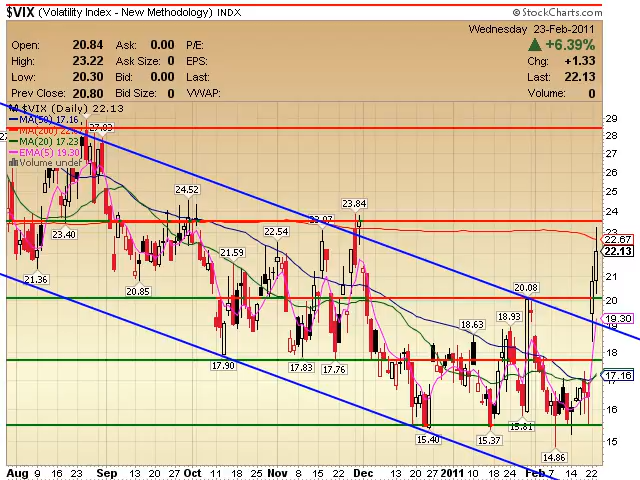 $VIX (Volatility Index - New Methodology) INDX © StockCharts.com
Wednesday 23-Feb-2011
Open: 20.84 Ask: 0.00 P/E: ▲ +6.39%
High: 23.22 Ask Size: 0 EPS: Chg: +1.33
Low: 20.30 Bid: 0.00 Last: Last: 22.13
Prev Close: 20.80 Bid Size: 0 VWAP: Volume: 0
$VIX (Daily) 22.13
MA(50) 17.16
MA(200) 22.
MA(20) 17.23
EMA(5) 19.30
Volume undef
29
28
27.03
27
26
25
24.52
24
23.84
23.40
23
22.67
22.54
22.13
21.59
21.36
20.85
20.08
20
19.30
18.93
18.63
18
17.90
17.83
17.76
17.16
16
15.81
15.40
15.37
15
14.86
Aug 9 16 23 Sep 13 20 27 Oct 11 18 25 Nov 8 15 22 Dec 13 20 27 2011 10 18 24 Feb 7 14 22